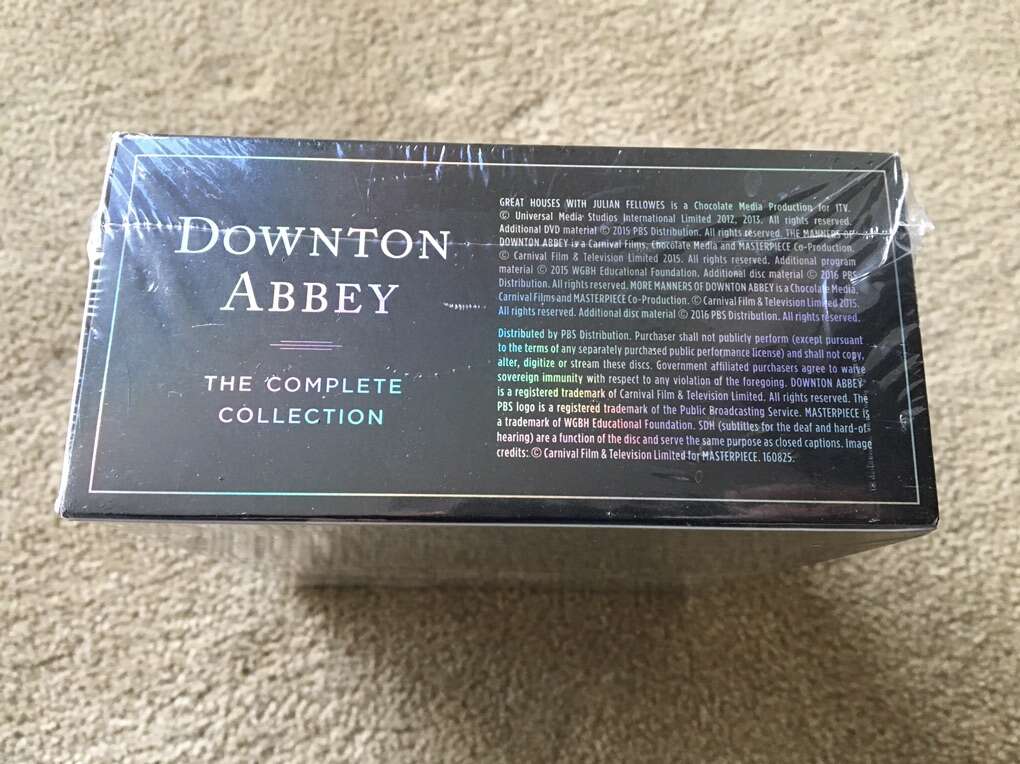 DOWNTON
ABBEY
THE COMPLETE
COLLECTION
GREAT HOUSES WITH JULIAN FELLOWES is a Chocolate Media Production for ITV.
© Universal Media Studios International Limited 2012, 2013. All rights reserved.
Additional DVD material © 2015 PBS Distribution. All rights reserved. THE MANNERS OF
DOWNTON ABBEY is a Carnival Films, Chocolate Media and MASTERPIECE Co-Production.
© Carnival Film & Television Limited 2015. All rights reserved. Additional program
material © 2015 WGBH Educational Foundation. Additional disc material © 2016 PBS
Distribution. All rights reserved. MORE MANNERS OF DOWNTON ABBEY is a Chocolate Media,
Carnival Films and MASTERPIECE Co-Production. © Carnival Film & Television Limited 2015.
All rights reserved. Additional disc material © 2016 PBS Distribution. All rights reserved.
Distributed by PBS Distribution. Purchaser shall not publicly perform (except pursuant
to the terms of any separately purchased public performance license) and shall not copy,
alter, digitize or stream these discs. Government affiliated purchasers agree to waive
sovereign immunity with respect to any violation of the foregoing. DOWNTON ABBEY
is a registered trademark of Carnival Film & Television Limited. All rights reserved. The
PBS logo is a registered trademark of the Public Broadcasting Service. MASTERPIECE is
a trademark of WGBH Educational Foundation. SDH (subtitles for the deaf and hard-of-
hearing) are a function of the disc and serve the same purpose as closed captions. Image
credits: © Carnival Film & Television Limited for MASTERPIECE. 160825.